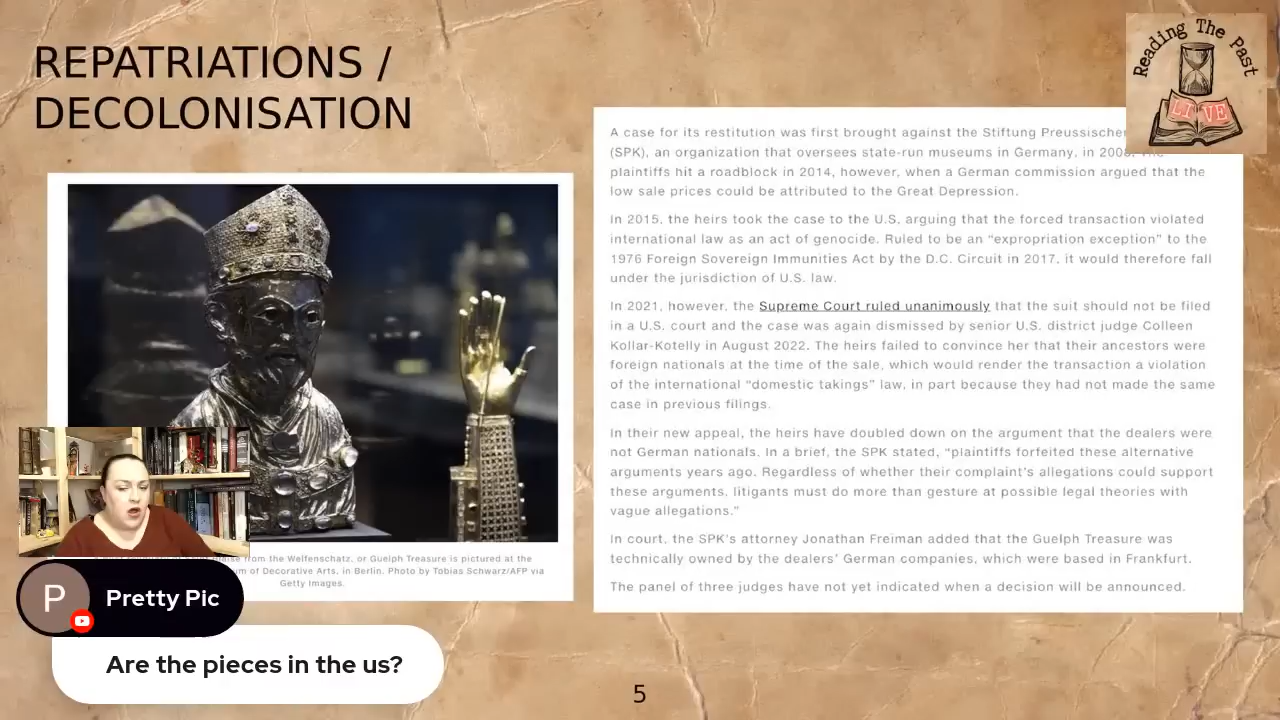 REPATRIATIONS /
DECOLONISATION
Reading The Past
LIVE
A case for its restitution was first brought against the Stiftung Preussischer
(SPK), an organization that oversees state-run museums in Germany, in
plaintiffs hit a roadblock in 2014, however, when a German commission argued that the
low sale prices could be attributed to the Great Depression.
In 2015, the heirs took the case to the U.S. arguing that the forced transaction violated
international law as an act of genocide. Ruled to be an “expropriation exception” to the
1976 Foreign Sovereign Immunities Act by the D.C. Circuit in 2017, it would therefore fall
under the jurisdiction of U.S. law.
In 2021, however, the Supreme Court ruled unanimously that the suit should not be filed
in a U.S. court and the case was again dismissed by senior U.S. district judge Colleen
Kollar-Kotelly in August 2022. The heirs failed to convince her that their ancestors were
foreign nationals at the time of the sale, which would render the transaction a violation
of the international “domestic takings” law, in part because they had not made the same
case in previous filings.
In their new appeal, the heirs have doubled down on the argument that the dealers were
not German nationals. In a brief, the SPK stated, “plaintiffs forfeited these alternative
arguments years ago. Regardless of whether their complaint’s allegations could support
these arguments, litigants must do more than gesture at possible legal theories with
vague allegations.”
In court, the SPK’s attorney Jonathan Freiman added that the Guelph Treasure was
technically owned by the dealers’ German companies, which were based in Frankfurt.
The panel of three judges have not yet indicated when a decision will be announced.
from the Welfenschatz, or Guelph Treasure is pictured at the
of Decorative Arts, in Berlin. Photo by Tobias Schwarz/AFP via
Getty Images.
P
Pretty Pic
Are the pieces in the us?
5